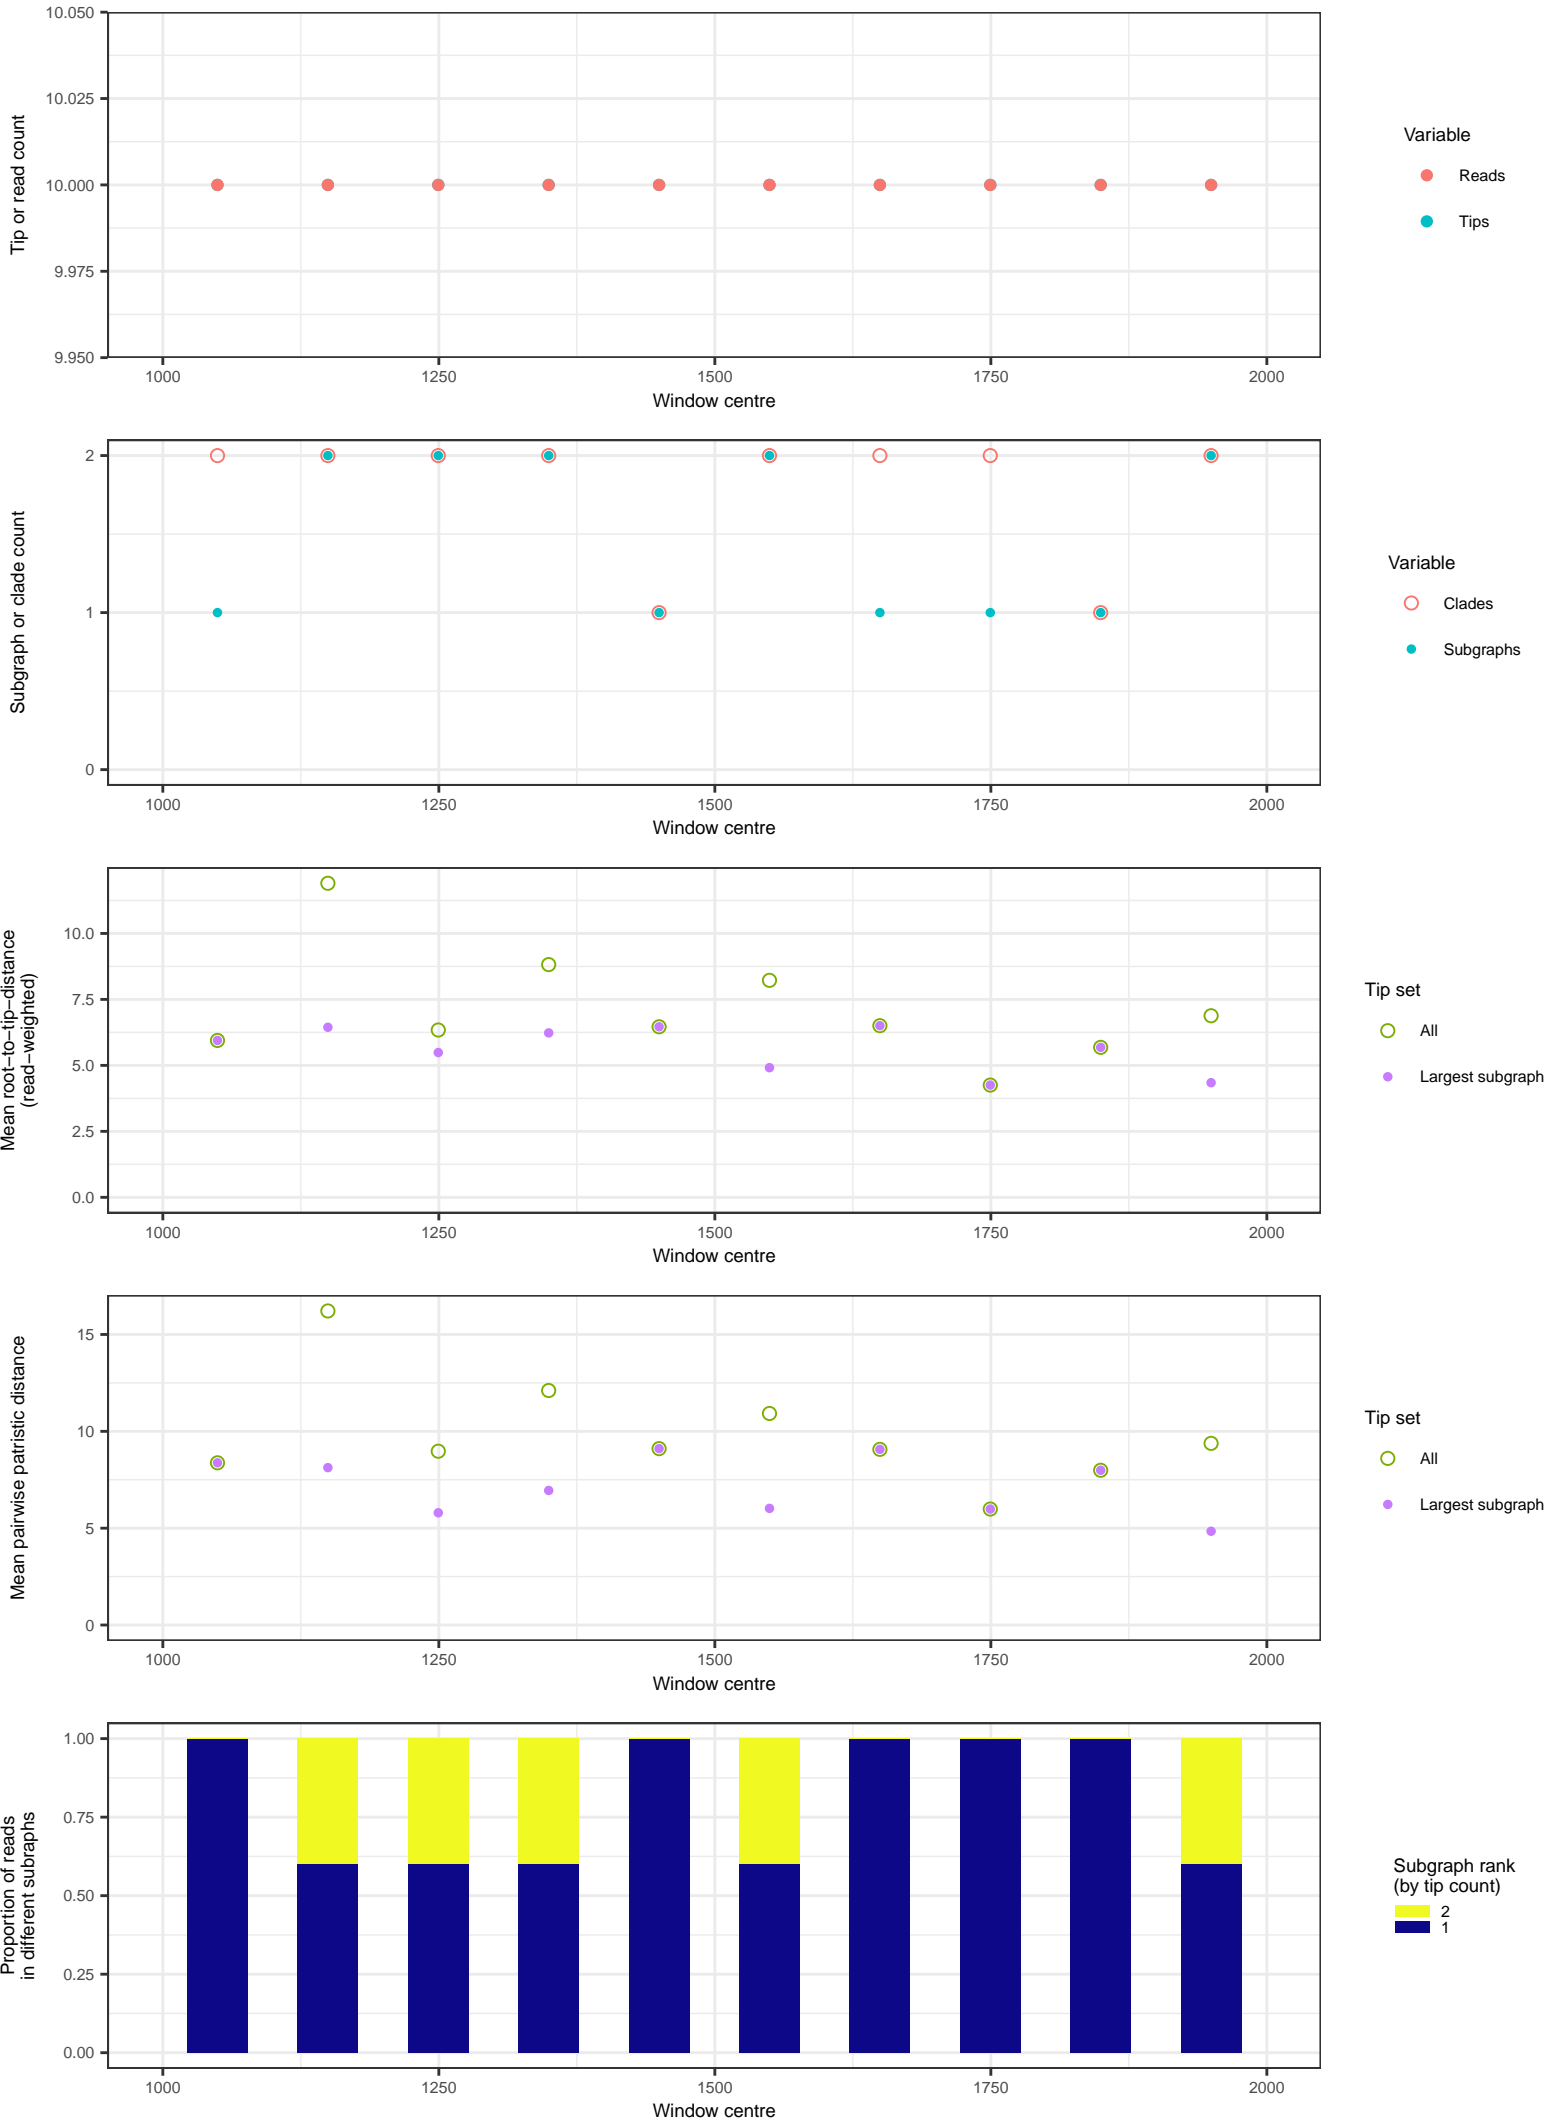 10.050
10.025
10.000
9.975
9.950
Tip or read count
1000 1250 1500 1750 2000
Window centre
Variable
Reads
Tips
2
1
0
Subgraph or clade count
1000 1250 1500 1750 2000
Window centre
Variable
Clades
Subgraphs
10.0
7.5
5.0
2.5
0.0
Mean root−to−tip−distance
(read−weighted)
1000 1250 1500 1750 2000
Window centre
Tip set
All
Largest subgraph
15
10
5
0
Mean pairwise patristic distance
1000 1250 1500 1750 2000
Window centre
Tip set
All
Largest subgraph
1.00
0.75
0.50
0.25
0.00
Proportion of reads
in different subraphs
1000 1250 1500 1750 2000
Window centre
Subgraph rank
(by tip count)
2
1